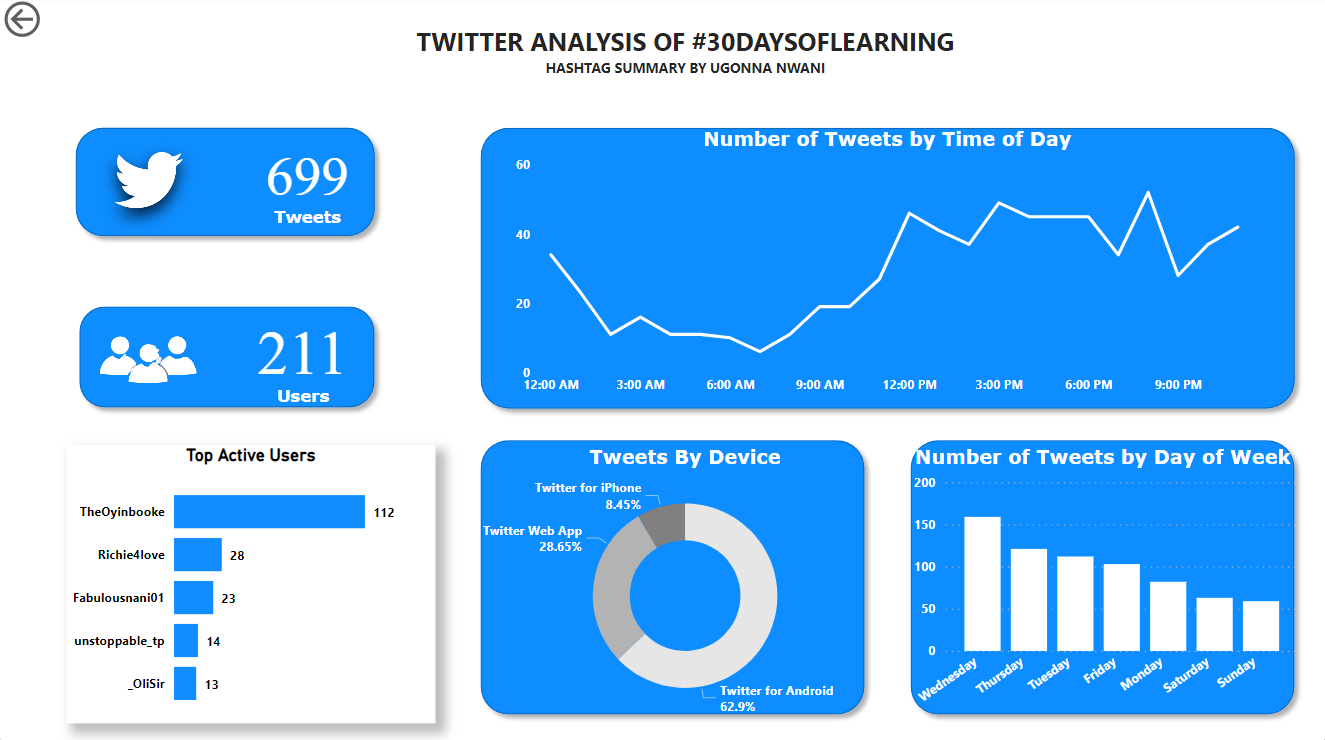 TWITTER ANALYSIS OF #30DAYSOFLEARNING
HASHTAG SUMMARY BY UGONNA NWANI
699
Tweets
211
Users
Number of Tweets by Time of Day
60
40
20
0
12:00 AM 3:00 AM 6:00 AM 9:00 AM 12:00 PM 3:00 PM 6:00 PM 9:00 PM
Top Active Users
TheOyinbooke 112
Richie4love 28
Fabulousnani01 23
unstoppable_tp 14
_OliSir 13
Tweets By Device
Twitter for iPhone
8.45%
Twitter Web App
28.65%
Twitter for Android
62.9%
Number of Tweets by Day of Week
200
150
100
50
0
Wednesday Thursday Tuesday Friday Monday Saturday Sunday